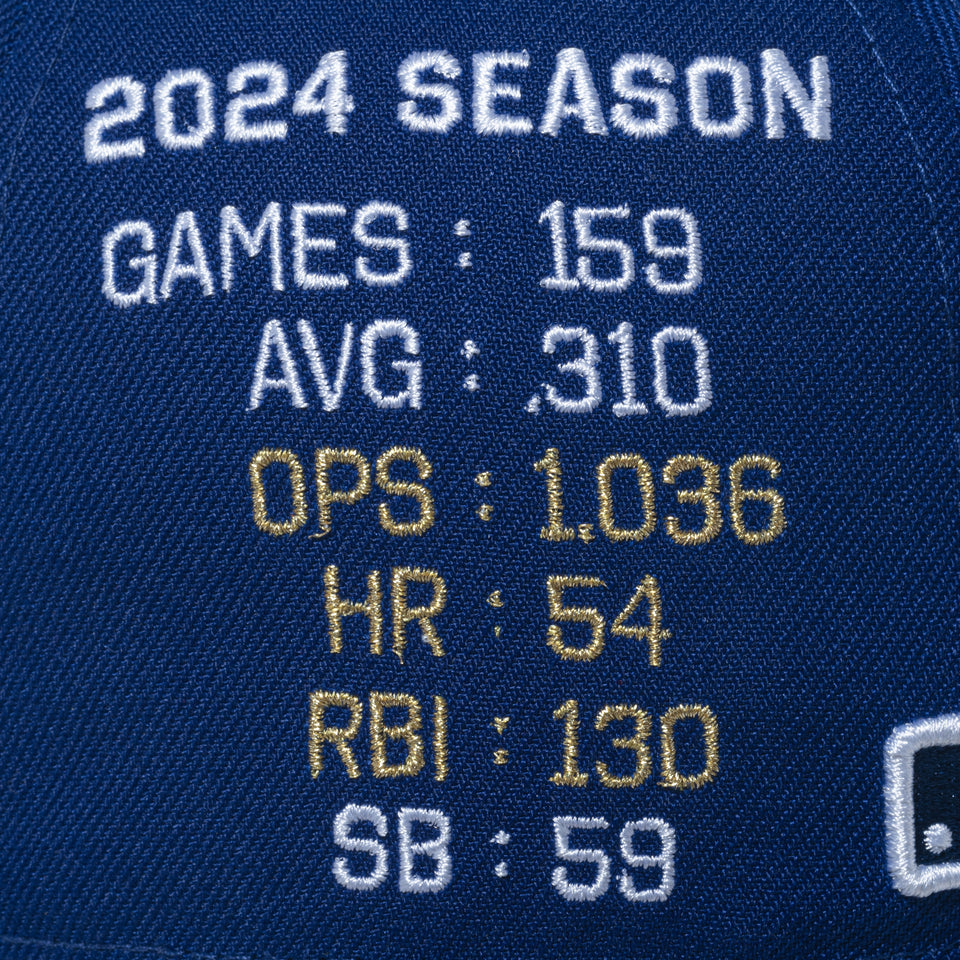 2024 SEASON
GAMES : 159
AVG : .310
OPS : 1.036
HR : 54
RBI : 130
SB : 59